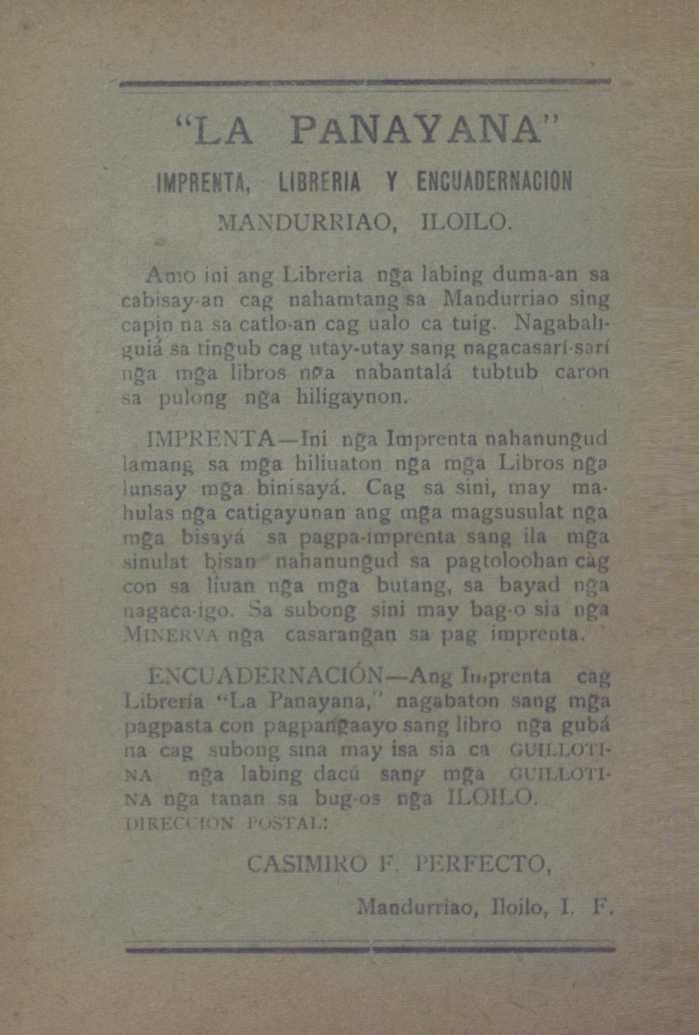 “LA PANAYANA”
IMPRENTA, LIBRERIA Y ENCUADERNACION
MANDURRIAO, ILOILO.
Amo ini ang Libreria nga labing duma-an sa
cabisay-an cag nahamtang sa Mandurriao sing
capin na sa catlo-an cag ualo ca tuig. Nagabali-
guiá sa tingub cag utay-utay sang nagacasarí-sarí
nga mga libros nga nabantalá tubtub caron
sa pulong nga hiligaynon.
IMPRENTA—Ini nga Imprenta nahanungud
lamang sa mga hiliuaton nga mga Libros nga
lunsay mga binisayá. Cag sa sini, may ma-
hulas nga catigayunan ang mga magsusulat nga
mga bisayá sa pagpa-imprenta sang ila mga
sinulat bisan nahanungud sa pagtoloohan cag
con sa liuan nga mga butang, sa bayad nga
nagaca-igo. Sa subong sini may bag-o sia nga
MINERVA nga casarangan sa pag imprenta.
ENCUADERNACIÓN—Ang Imprenta cag
Librería “La Panayana,” nagabaton sang mga
pagpasta con pagpangaayo sang libro nga gubá
na cag subong sina may isa sia ca GUILLOTI-
NA nga labing dacú sang mga GUILLOTI-
NA nga tanan sa bug-os nga ILOILO.
DIRECCION POSTAL:
CASIMIRO F. PERFECTO,
Mandurriao, Iloilo, I. F.